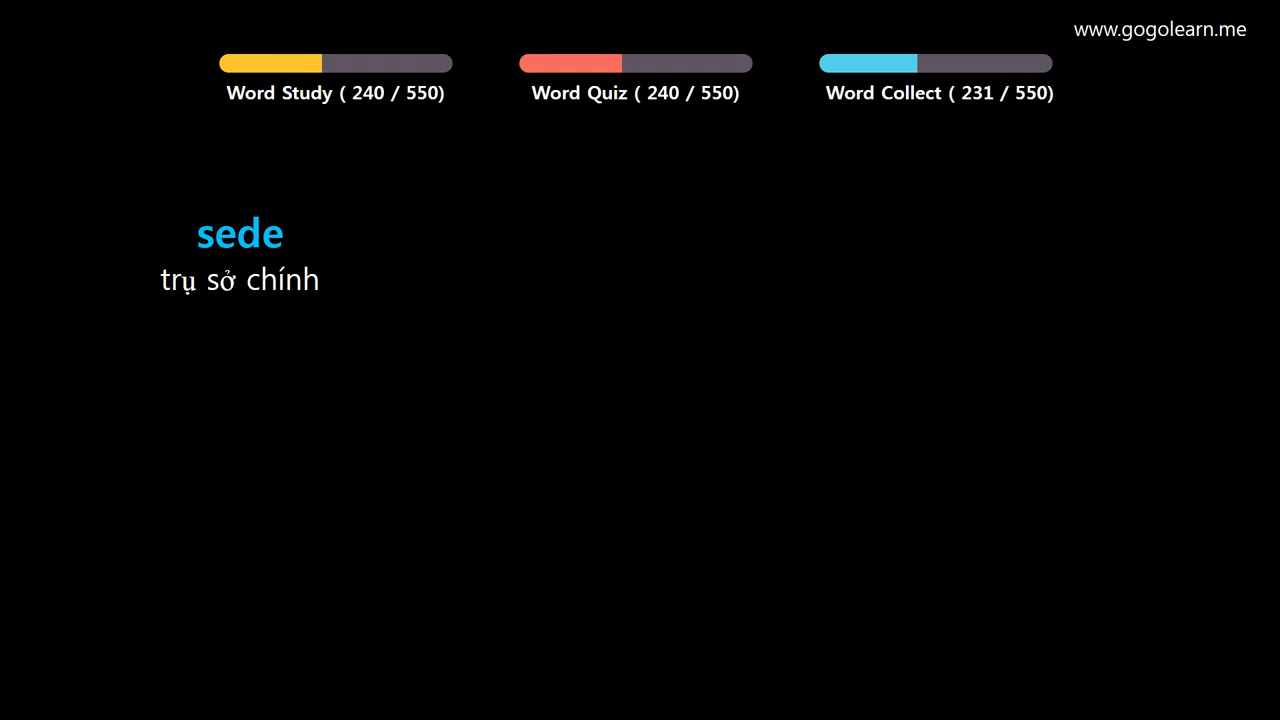 www.gogolearn.me
Word Study ( 240 / 550)
Word Quiz ( 240 / 550)
Word Collect ( 231 / 550)
sede
trụ sở chính